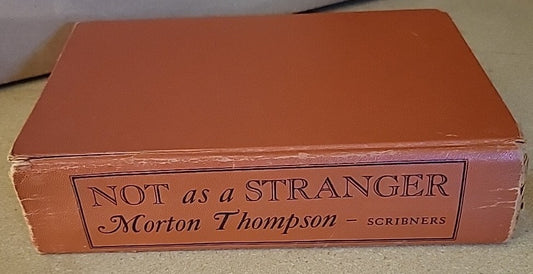 NOT as a STRANGER
Morton Thompson – SCRIBNERS